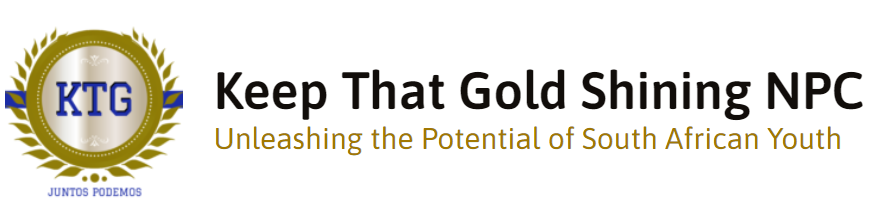 KTG
JUNTOS PODEMOS
Keep That Gold Shining NPC
Unleashing the Potential of South African Youth